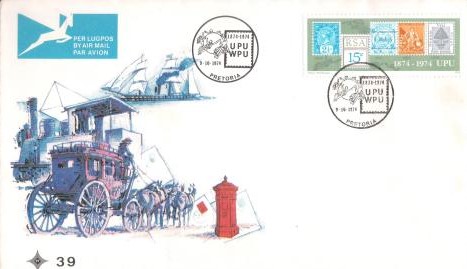 PER LUGPOS
BY AIR MAIL
PAR AVION
1874-1974
UPU
WPU
9-10-1974
PRETORIA
RSA
15c
1874-1974 UPU
1874-1974
UPU
WPU
9-10-1974
PRETORIA
39